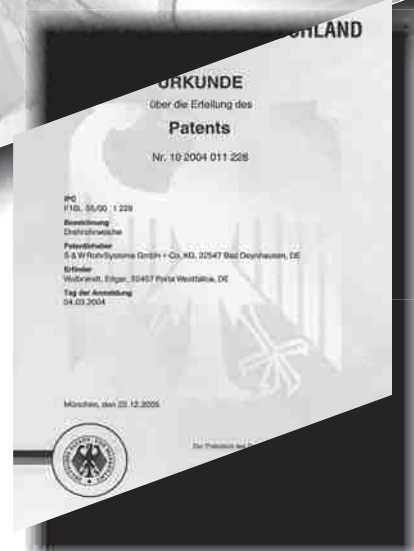 HLAND
URKUNDE
über die Erteilung des
Patents
Nr. 10 2004 011 228
IPC
F16L 55/00
Bezeichnung
Drehrohrweiche
Patentinhaber
S & W RohrSysteme GmbH + Co. KG, 32547 Bad Oeynhausen, DE
Erfinder
Edgar, 32457 Porta Westfalica, DE
Tag der Anmeldung
04.03.2004
München, den 22.12.2005
Der Präsident des